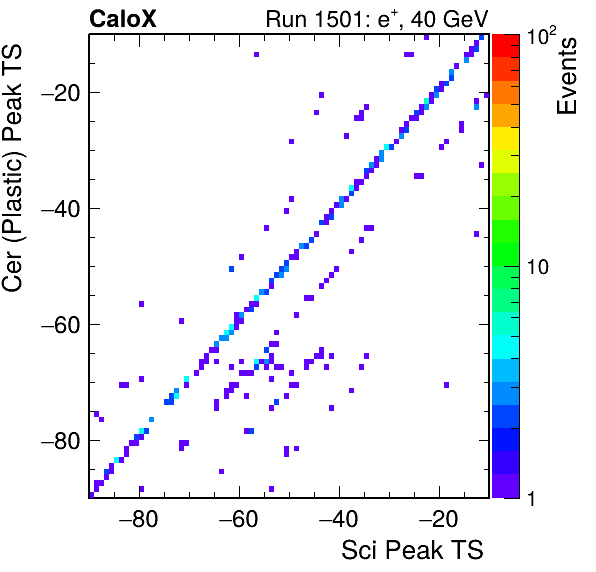 CaloX Run 1501: e⁺, 40 GeV
Cer (Plastic) Peak TS
−20
−40
−60
−80
−80 −60 −40 −20
Sci Peak TS
10²
10
1
Events